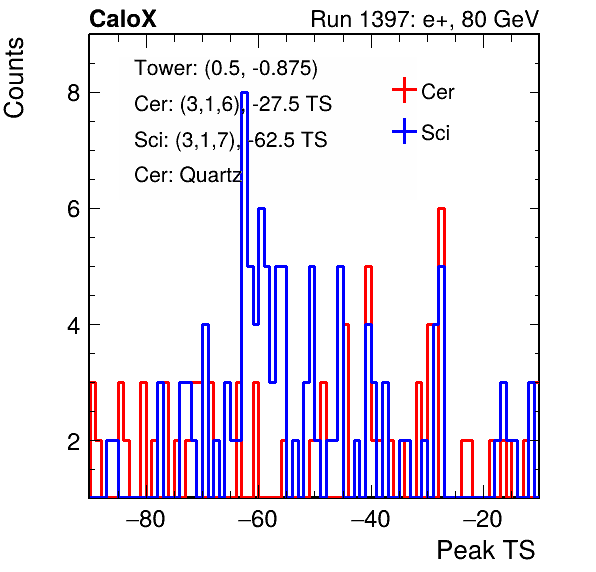 CaloX Run 1397: e+, 80 GeV
Counts
Tower: (0.5, -0.875)
Cer: (3,1,6), -27.5 TS
Sci: (3,1,7), -62.5 TS
Cer: Quartz
Cer
Sci
8
6
4
2
−80 −60 −40 −20
Peak TS